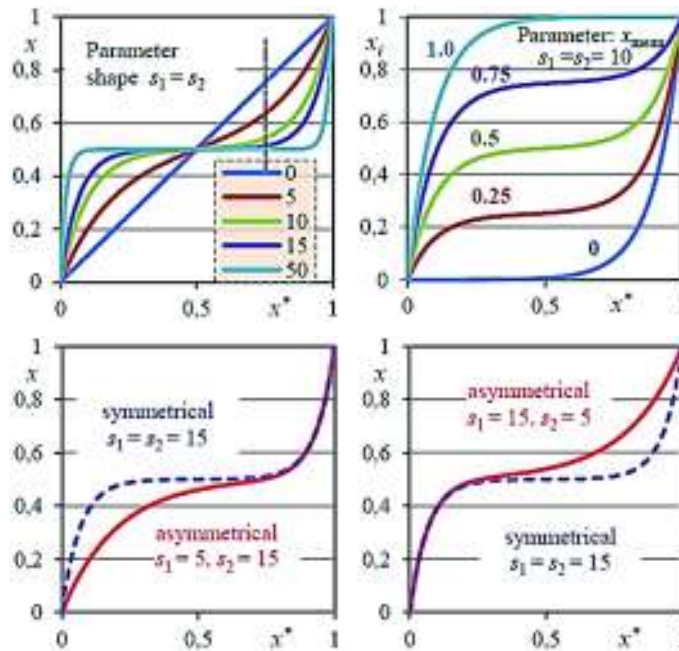 1
x
0.8
0.6
0.4
0.2
0
Parameter
shape s₁ = s₂
0
5
10
15
50
0
0,5
x*
1
1
xᵢ
0.8
0.6
0.4
0.2
0
1.0
Parameter: x_mean
s₁ =s₂= 10
0.75
0.5
0.25
0
0
0,5
x*
1
1
x
0,8
0,6
0,4
0,2
0
symmetrical
s₁ = s₂ = 15
asymmetrical
s₁ = 5, s₂ = 15
0
0,5
x*
1
1
x
0,8
0,6
0,4
0,2
0
asymmetrical
s₁ = 15, s₂ = 5
symmetrical
s₁ = s₂ = 15
0
0,5
x*
1